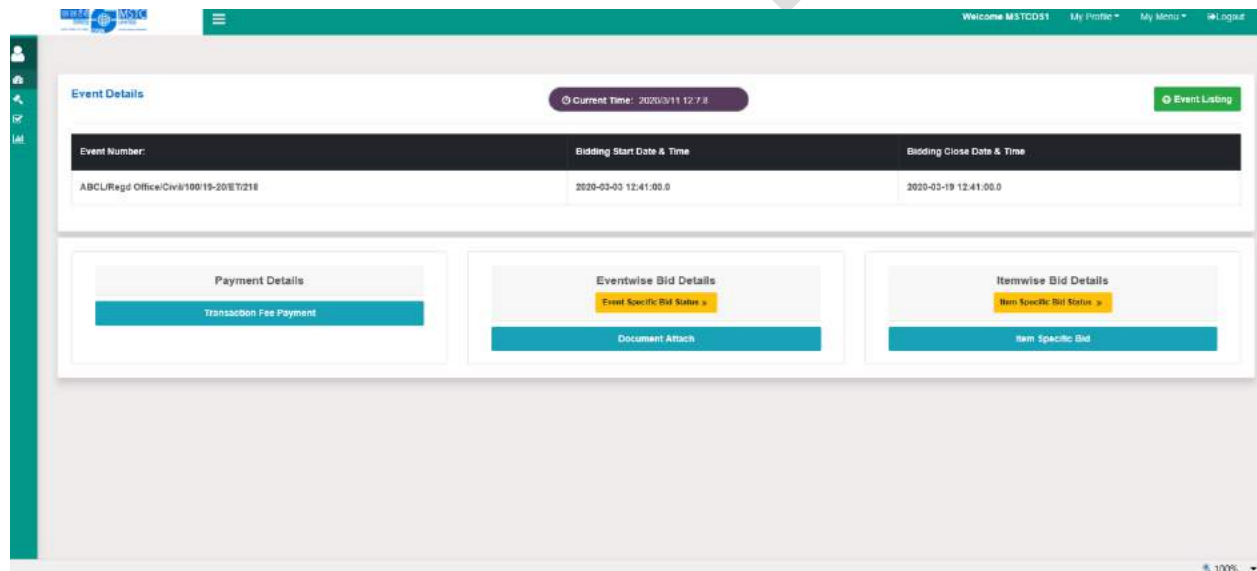 MSTC
Welcome MSTCDS1 My Profile My Menu Logout
Event Details
Current Time: 2020/3/11 12:7:8
Event Listing
Event Number: Bidding Start Date & Time Bidding Close Date & Time
ABCL/Regd Office/Civil/100/19-20/ET/218 2020-03-03 12:41:00.0 2020-03-19 12:41:00.0
Payment Details
Transaction Fee Payment
Eventwise Bid Details
Event Specific Bid Status »
Document Attach
Itemwise Bid Details
Item Specific Bid Status »
Item Specific Bid
100%